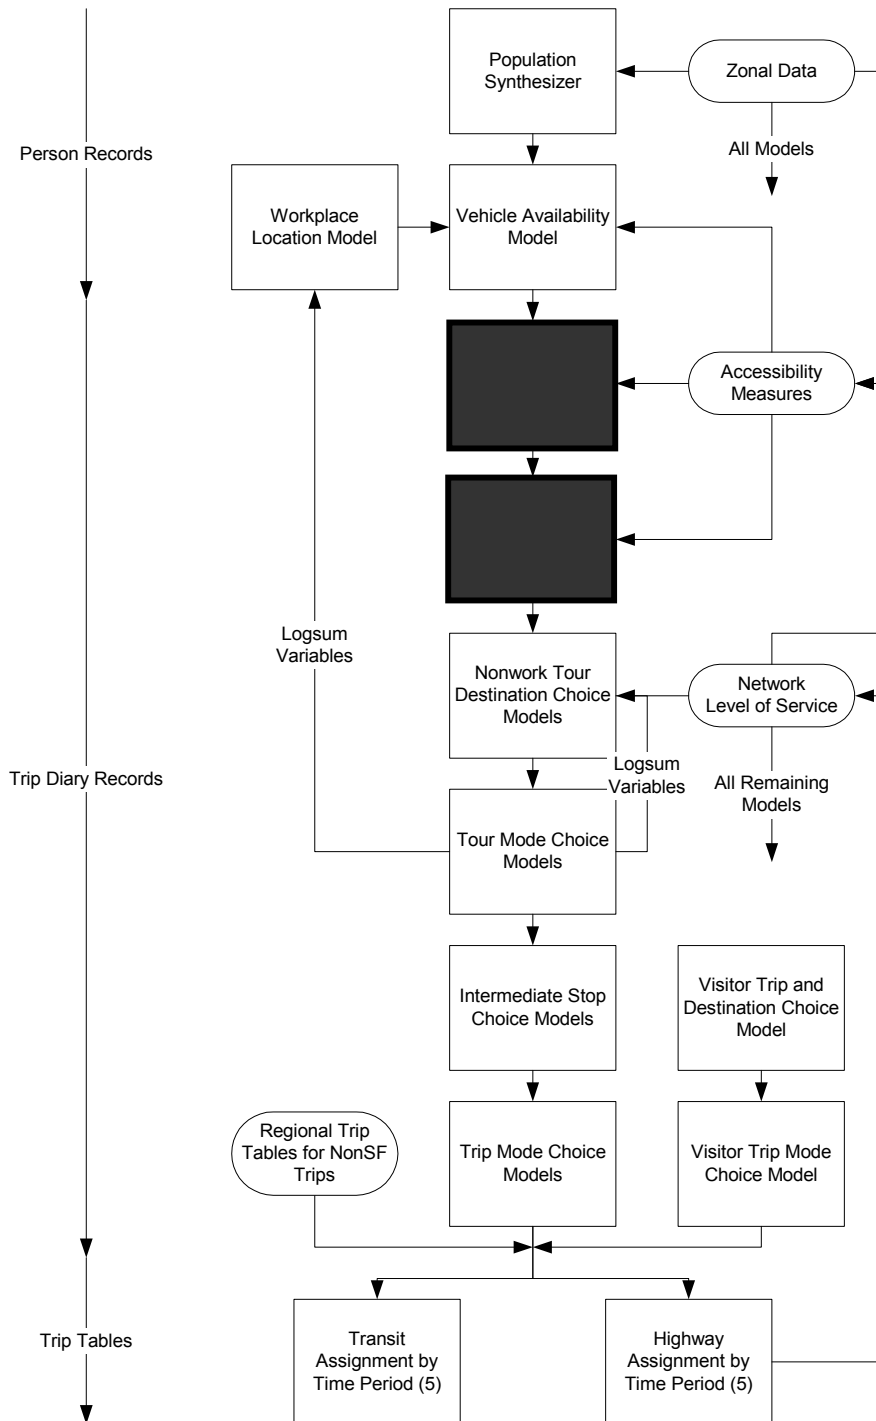 Population
Synthesizer
Zonal Data
Person Records
All Models
Workplace
Location Model
Vehicle Availability
Model
Accessibility
Measures
Logsum
Variables
Nonwork Tour
Destination Choice
Models
Network
Level of Service
Logsum
Variables
Trip Diary Records
All Remaining
Models
Tour Mode Choice
Models
Intermediate Stop
Choice Models
Visitor Trip and
Destination Choice
Model
Regional Trip
Tables for NonSF
Trips
Trip Mode Choice
Models
Visitor Trip Mode
Choice Model
Trip Tables
Transit
Assignment by
Time Period (5)
Highway
Assignment by
Time Period (5)